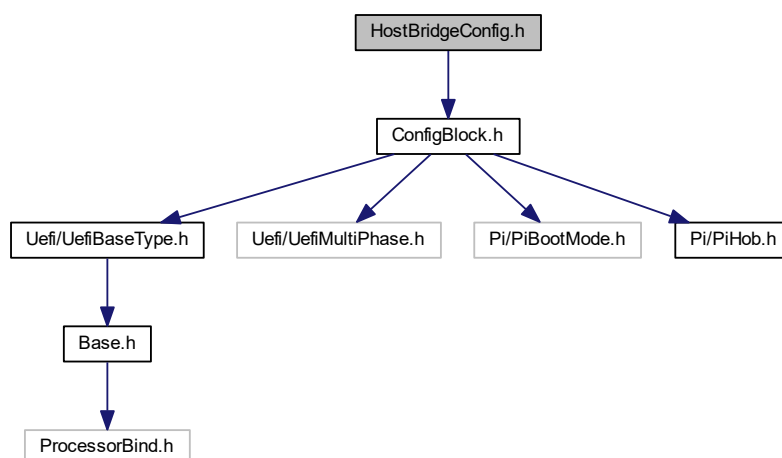 HostBridgeConfig.h
ConfigBlock.h
Uefi/UefiBaseType.h
Uefi/UefiMultiPhase.h
Pi/PiBootMode.h
Pi/PiHob.h
Base.h
ProcessorBind.h